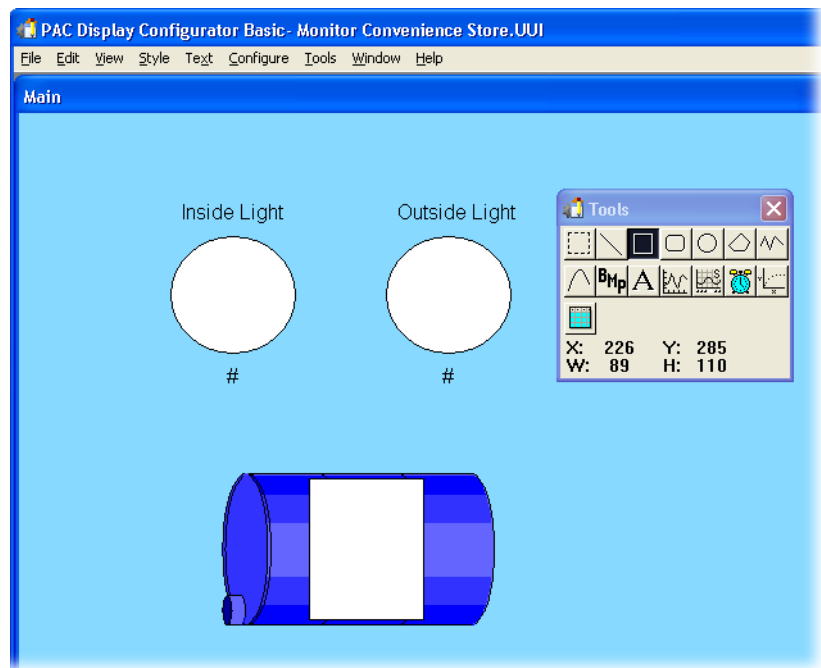 PAC Display Configurator Basic- Monitor Convenience Store.UUI
File Edit View Style Text Configure Tools Window Help
Main
Inside Light
Outside Light
#
#
Tools
BMp
A
S
Y
X
X: 226 Y: 285
W: 89 H: 110